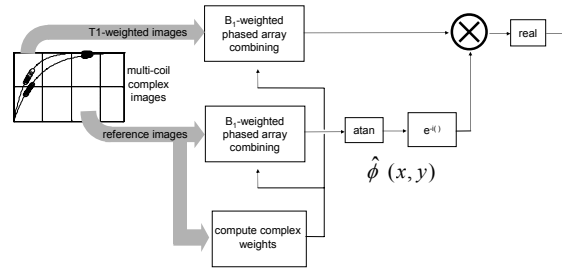 T1-weighted images
B1-weighted
phased array
combining
real
multi-coil
complex
images
reference images
B1-weighted
phased array
combining
atan
e-i( )
ϕ̂ (x, y)
compute complex
weights